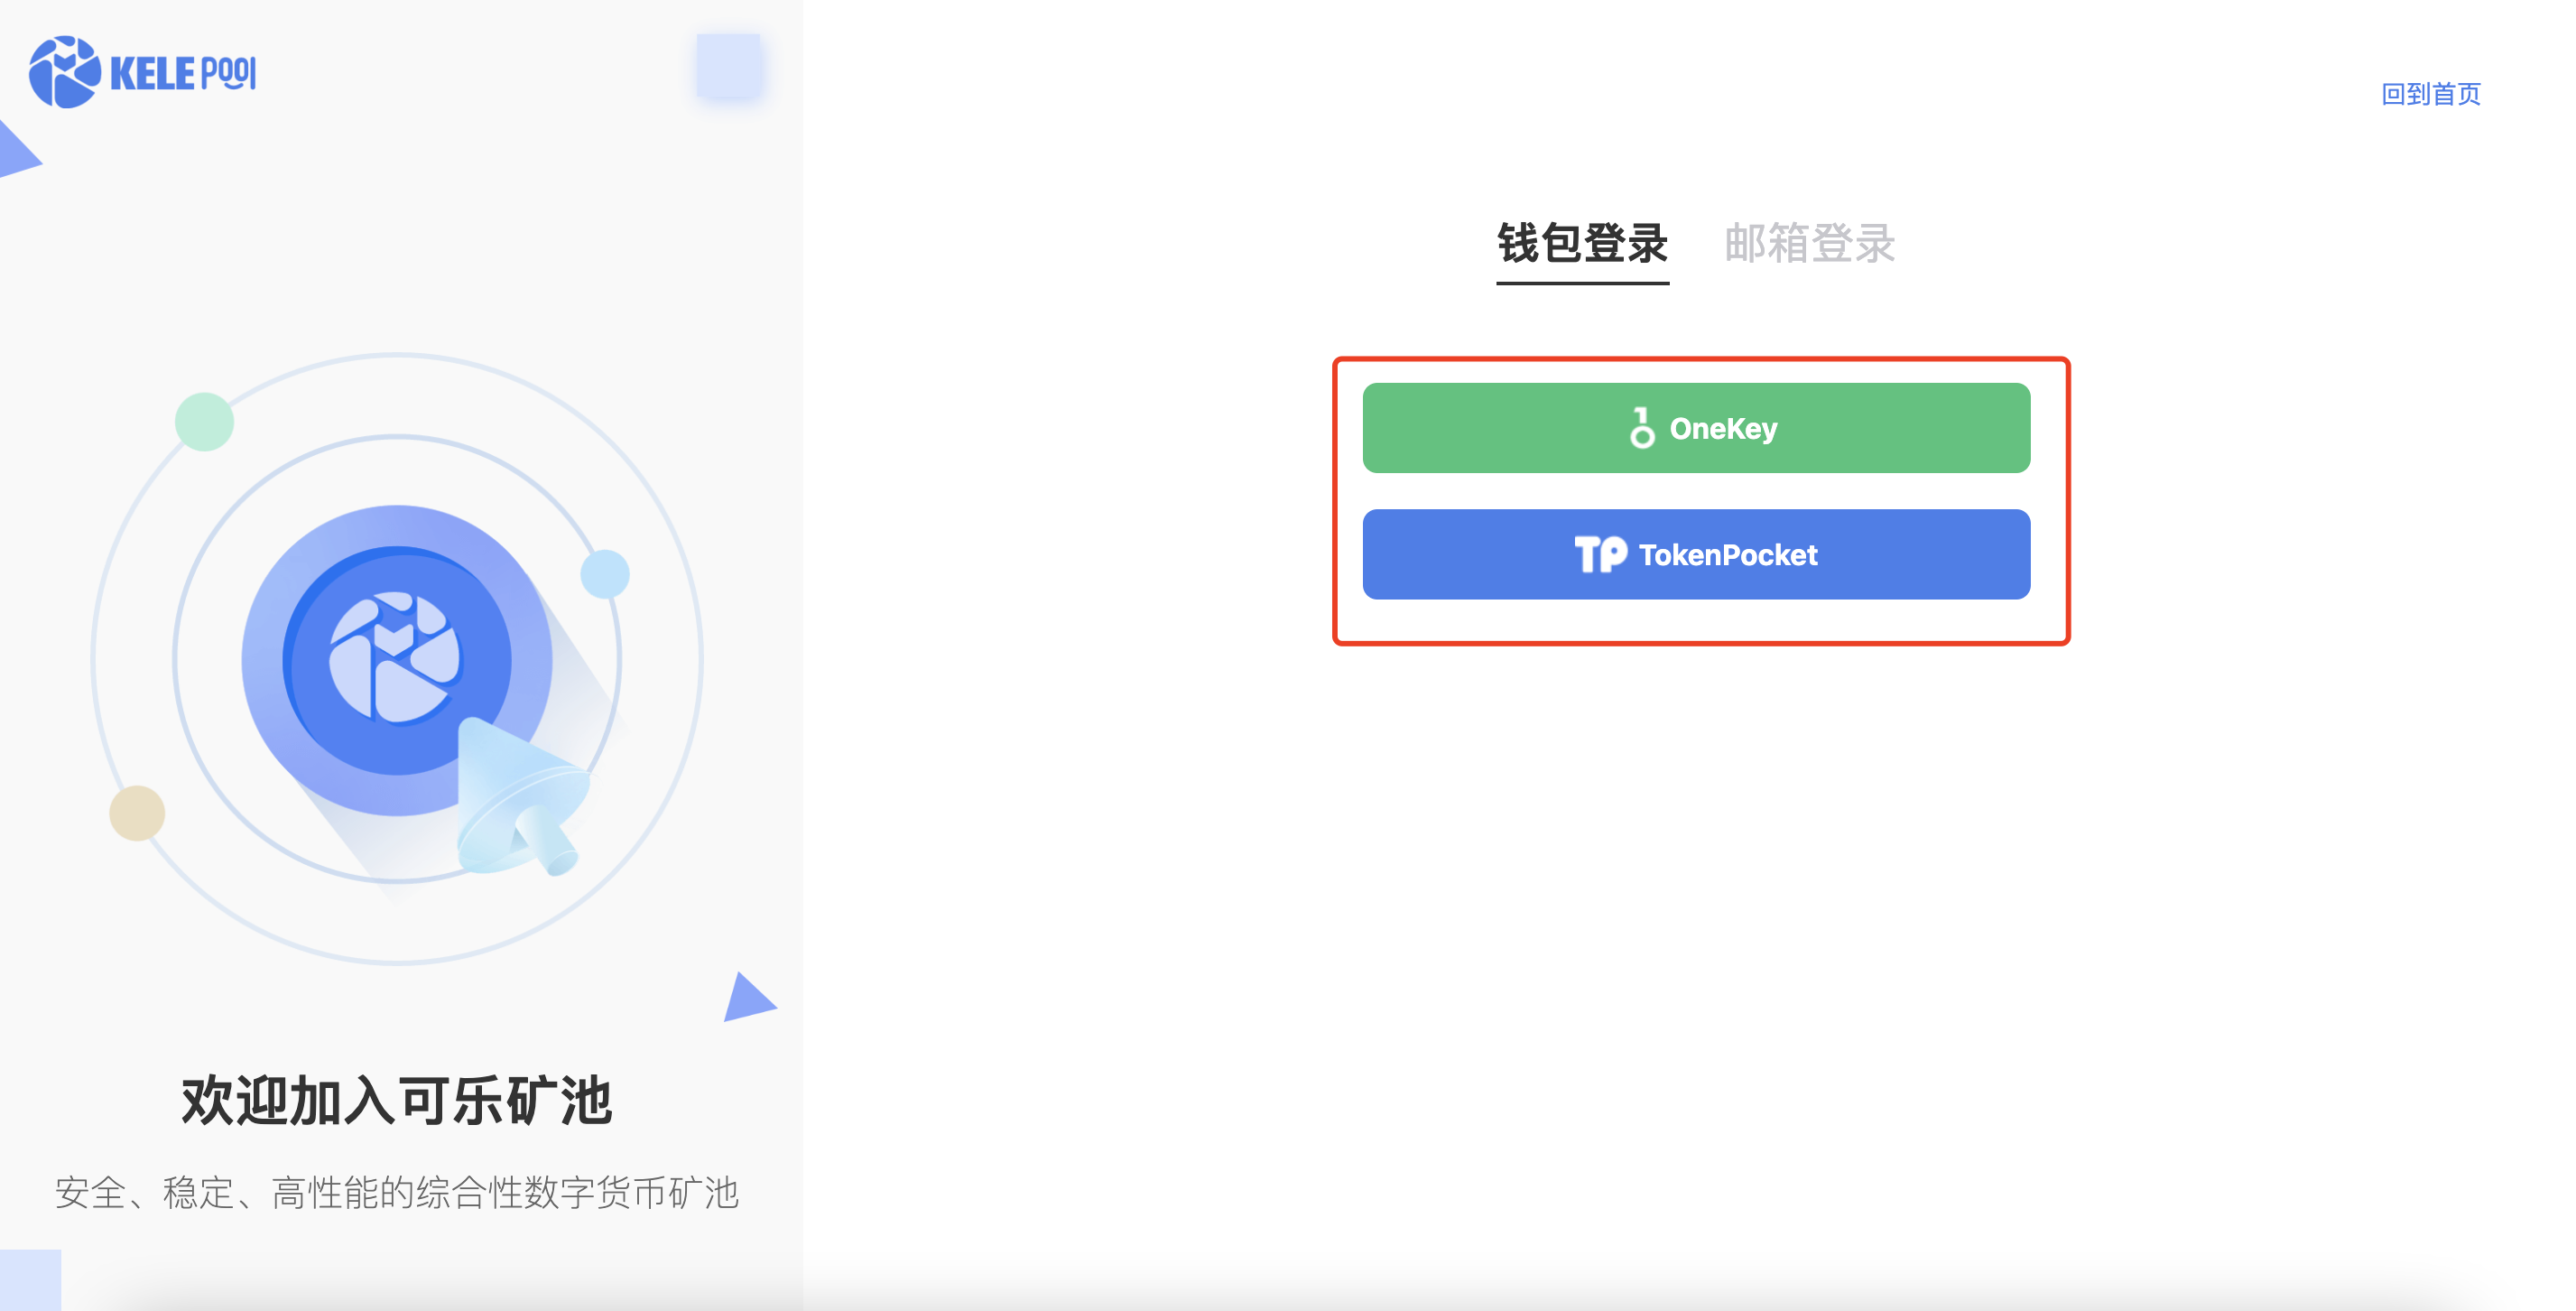 KELE POOL
回到首页
钱包登录 邮箱登录
OneKey
TP TokenPocket
欢迎加入可乐矿池
安全、稳定、高性能的综合性数字货币矿池